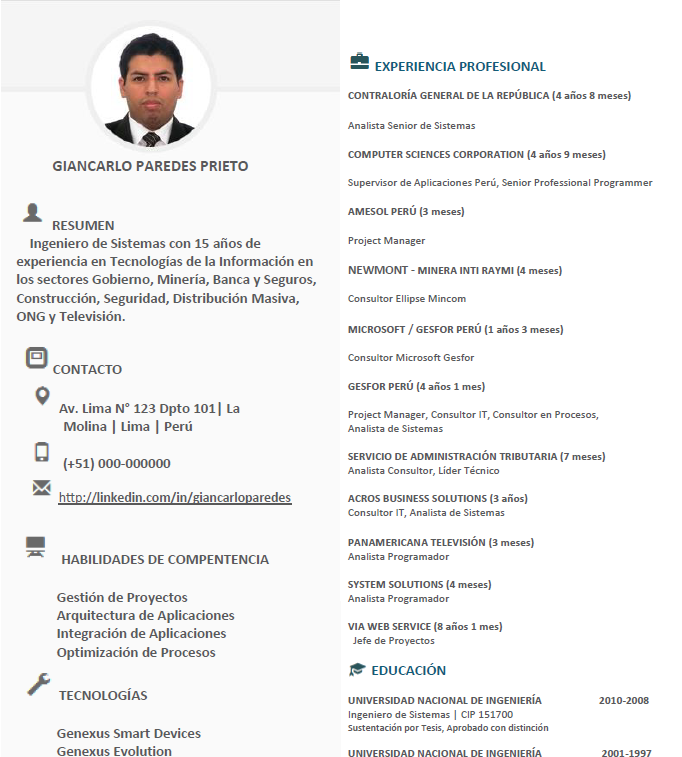 GIANCARLO PAREDES PRIETO
RESUMEN
Ingeniero de Sistemas con 15 años de
experiencia en Tecnologías de la Información en
los sectores Gobierno, Minería, Banca y Seguros,
Construcción, Seguridad, Distribución Masiva,
ONG y Televisión.
CONTACTO
Av. Lima N° 123 Dpto 101| La
Molina | Lima | Perú
(+51) 000-000000
http://linkedin.com/in/giancarloparedes
HABILIDADES DE COMPENTENCIA
Gestión de Proyectos
Arquitectura de Aplicaciones
Integración de Aplicaciones
Optimización de Procesos
TECNOLOGÍAS
Genexus Smart Devices
Genexus Evolution
EXPERIENCIA PROFESIONAL
CONTRALORÍA GENERAL DE LA REPÚBLICA (4 años 8 meses)
Analista Senior de Sistemas
COMPUTER SCIENCES CORPORATION (4 años 9 meses)
Supervisor de Aplicaciones Perú, Senior Professional Programmer
AMESOL PERÚ (3 meses)
Project Manager
NEWMONT - MINERA INTI RAYMI (4 meses)
Consultor Ellipse Mincom
MICROSOFT / GESFOR PERÚ (1 años 3 meses)
Consultor Microsoft Gesfor
GESFOR PERÚ (4 años 1 mes)
Project Manager, Consultor IT, Consultor en Procesos,
Analista de Sistemas
SERVICIO DE ADMINISTRACIÓN TRIBUTARIA (7 meses)
Analista Consultor, Líder Técnico
ACROS BUSINESS SOLUTIONS (3 años)
Consultor IT, Analista de Sistemas
PANAMERICANA TELEVISIÓN (3 meses)
Analista Programador
SYSTEM SOLUTIONS (4 meses)
Analista Programador
VIA WEB SERVICE (8 años 1 mes)
Jefe de Proyectos
EDUCACIÓN
UNIVERSIDAD NACIONAL DE INGENIERÍA 2010-2008
Ingeniero de Sistemas | CIP 151700
Sustentación por Tesis, Aprobado con distinción
UNIVERSIDAD NACIONAL DE INGENIERÍA 2001-1997